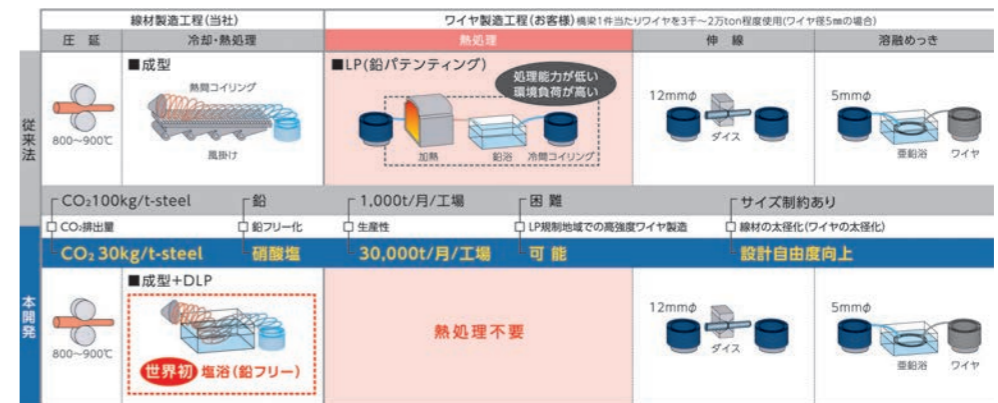 線材製造工程(当社)
ワイヤ製造工程(お客様)橋梁1件当たりワイヤを3千~2万ton程度使用(ワイヤ径5㎜の場合)
圧 延
冷却・熱処理
熱処理
伸 線
溶融めっき
従来法
800~900℃
■成型
熱間コイリング
風掛け
■LP(鉛パテンティング)
処理能力が低い
環境負荷が高い
加熱
鉛浴
冷間コイリング
12mmφ
ダイス
5mmφ
亜鉛浴
ワイヤ
CO₂100kg/t-steel
鉛
1,000t/月/工場
困 難
サイズ制約あり
CO₂排出量
鉛フリー化
生産性
LP規制地域での高強度ワイヤ製造
線材の太径化(ワイヤの太径化)
CO₂ 30kg/t-steel
硝酸塩
30,000t/月/工場
可 能
設計自由度向上
本開発
800~900℃
■成型+DLP
世界初 塩浴(鉛フリー)
熱処理不要
12mmφ
ダイス
5mmφ
亜鉛浴
ワイヤ